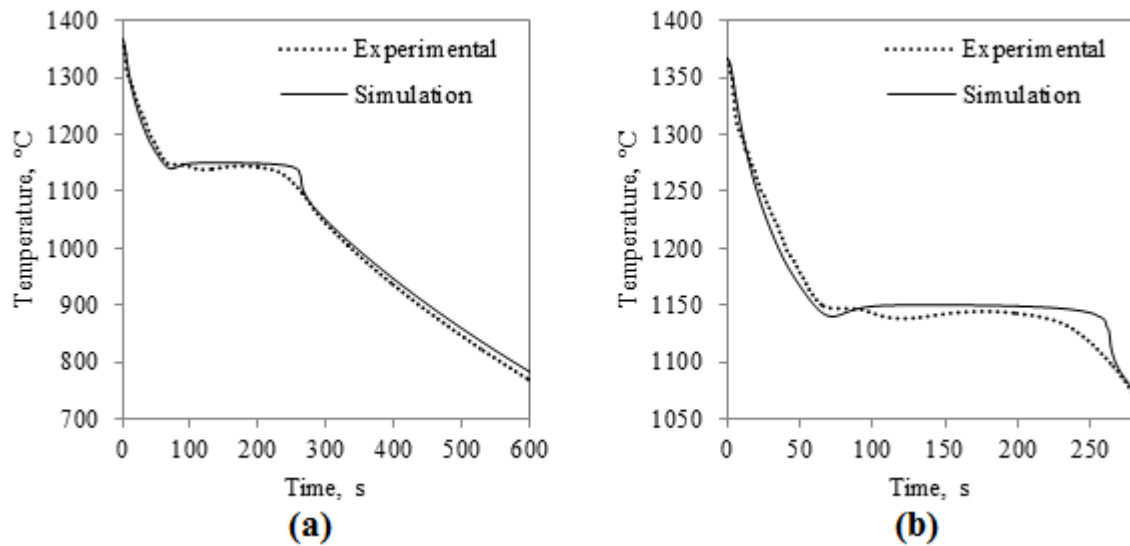 1400
1300
1200
1100
1000
900
800
700
Temperature, °C
Experimental
Simulation
0 100 200 300 400 500 600
Time, s
(a)
1400
1350
1300
1250
1200
1150
1100
1050
Temperature, °C
Experimental
Simulation
0 50 100 150 200 250
Time, s
(b)